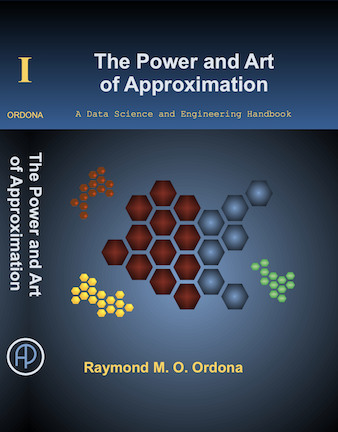 I
ORDONA
The Power and Art
of Approximation
AP
The Power and Art
of Approximation
A Data Science and Engineering Handbook
Raymond M. O. Ordona